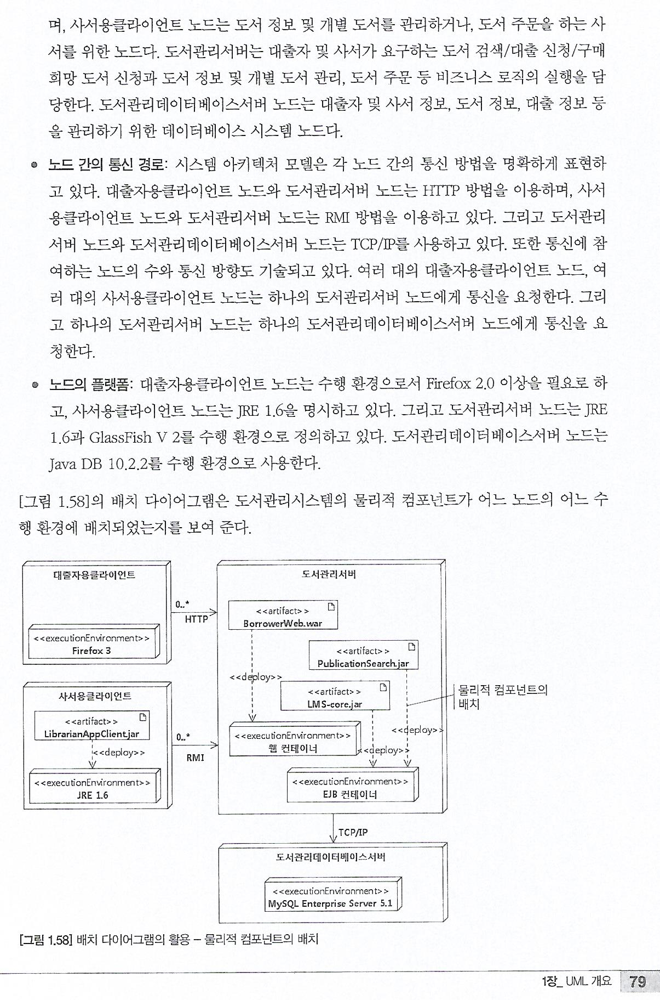 며, 사서용클라이언트 노드는 도서 정보 및 개별 도서를 관리하거나, 도서 주문을 하는 사
서를 위한 노드다. 도서관리서버는 대출자 및 사서가 요구하는 도서 검색/대출 신청/구매
희망 도서 신청과 도서 정보 및 개별 도서 관리, 도서 주문 등 비즈니스 로직의 실행을 담
당한다. 도서관리데이터베이스서버 노드는 대출자 및 사서 정보, 도서 정보, 대출 정보 등
을 관리하기 위한 데이터베이스 시스템 노드다.
● 노드 간의 통신 경로: 시스템 아키텍처 모델은 각 노드 간의 통신 방법을 명확하게 표현하
고 있다. 대출자용클라이언트 노드와 도서관리서버 노드는 HTTP 방법을 이용하며, 사서
용클라이언트 노드와 도서관리서버 노드는 RMI 방법을 이용하고 있다. 그리고 도서관리
서버 노드와 도서관리데이터베이스서버 노드는 TCP/IP를 사용하고 있다. 또한 통신에 참
여하는 노드의 수와 통신 방향도 기술되고 있다. 여러 대의 대출자용클라이언트 노드, 여
러 대의 사서용클라이언트 노드는 하나의 도서관리서버 노드에게 통신을 요청한다. 그리
고 하나의 도서관리서버 노드는 하나의 도서관리데이터베이스서버 노드에게 통신을 요
청한다.
● 노드의 플랫폼: 대출자용클라이언트 노드는 수행 환경으로서 Firefox 2.0 이상을 필요로 하
고, 사서용클라이언트 노드는 JRE 1.6을 명시하고 있다. 그리고 도서관리서버 노드는 JRE
1.6과 GlassFish V 2를 수행 환경으로 정의하고 있다. 도서관리데이터베이스서버 노드는
Java DB 10.2.2를 수행 환경으로 사용한다.
[그림 1.58]의 배치 다이어그램은 도서관리시스템의 물리적 컴포넌트가 어느 노드의 어느 수
행 환경에 배치되었는지를 보여 준다.
대출자용클라이언트
<<executionEnvironment>>
Firefox 3
0..*
HTTP
사서용클라이언트
<<artifact>>
LibrarianAppClient.jar
<<deploy>>
<<executionEnvironment>>
JRE 1.6
0..*
RMI
도서관리서버
<<artifact>>
BorrowerWeb.war
<<artifact>>
PublicationSearch.jar
<<deploy>>
<<artifact>>
LMS-core.jar
물리적 컴포넌트의
배치
<<deploy>>
<<executionEnvironment>>
웹 컨테이너
<<deploy>>
<<executionEnvironment>>
EJB 컨테이너
TCP/IP
도서관리데이터베이스서버
<<executionEnvironment>>
MySQL Enterprise Server 5.1
[그림 1.58] 배치 다이어그램의 활용 – 물리적 컴포넌트의 배치
1장_ UML 개요 79